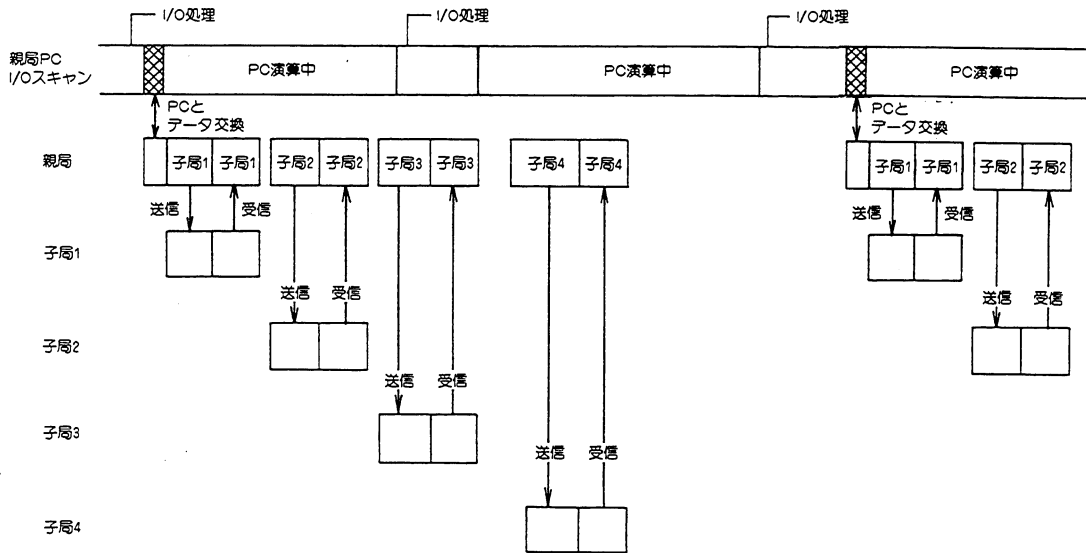 I/O処理
I/O処理
I/O処理
親局PC
I/Oスキャン
PC演算中
PC演算中
PC演算中
PCと
データ交換
PCと
データ交換
親局
子局1
子局1
子局2
子局2
子局3
子局3
子局4
子局4
子局1
子局1
子局2
子局2
送信
受信
送信
受信
子局1
送信
受信
送信
受信
子局2
送信
受信
子局3
送信
受信
子局4